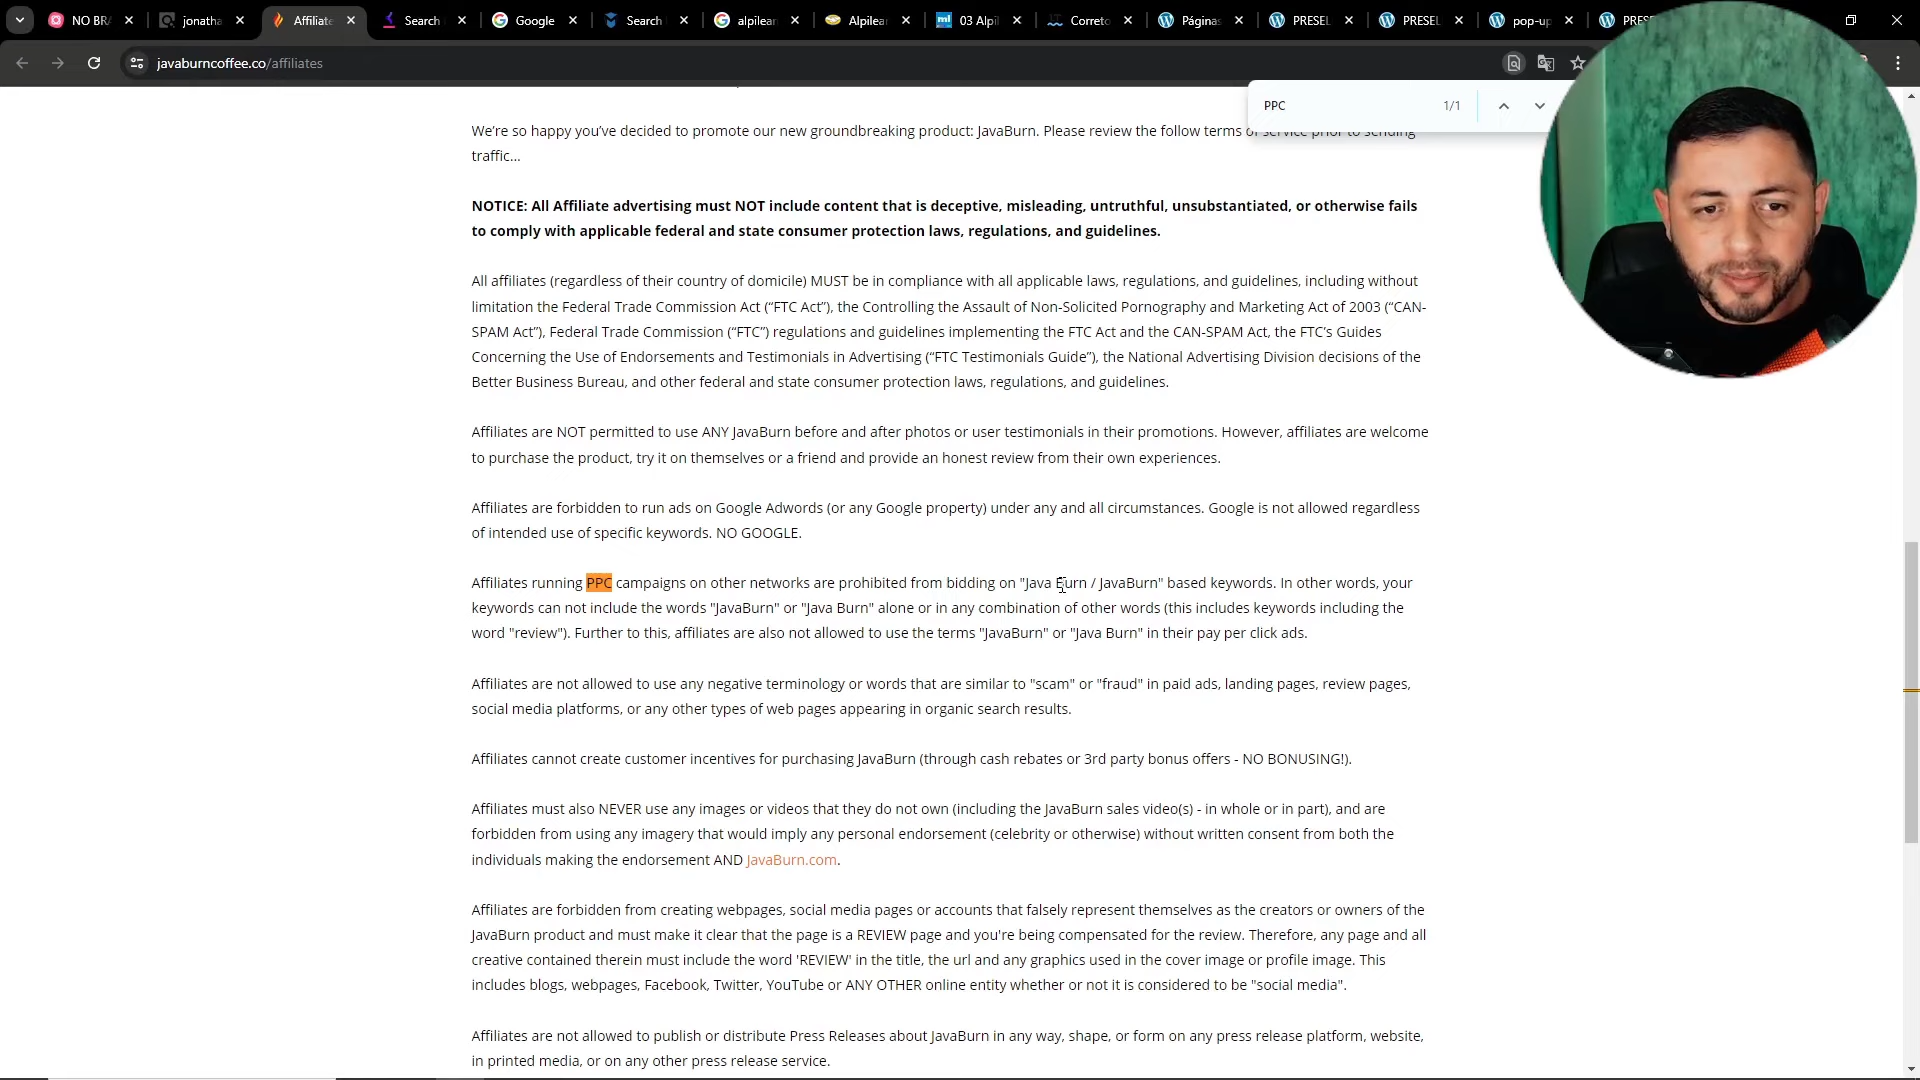 NO BR
jonatha
Affiliate
Search
Google
Search
alpilear
Alpilear
03 Alpil
Corretor
Páginas
PRESEL
PRESEL
pop-up
PRESE
javaburncoffee.co/affiliates
PPC 1/1
We’re so happy you’ve decided to promote our new groundbreaking product: JavaBurn. Please review the follow terms of service prior to sending
traffic...
NOTICE: All Affiliate advertising must NOT include content that is deceptive, misleading, untruthful, unsubstantiated, or otherwise fails
to comply with applicable federal and state consumer protection laws, regulations, and guidelines.
All affiliates (regardless of their country of domicile) MUST be in compliance with all applicable laws, regulations, and guidelines, including without
limitation the Federal Trade Commission Act (“FTC Act”), the Controlling the Assault of Non-Solicited Pornography and Marketing Act of 2003 (“CAN-
SPAM Act”), Federal Trade Commission (“FTC”) regulations and guidelines implementing the FTC Act and the CAN-SPAM Act, the FTC’s Guides
Concerning the Use of Endorsements and Testimonials in Advertising (“FTC Testimonials Guide”), the National Advertising Division decisions of the
Better Business Bureau, and other federal and state consumer protection laws, regulations, and guidelines.
Affiliates are NOT permitted to use ANY JavaBurn before and after photos or user testimonials in their promotions. However, affiliates are welcome
to purchase the product, try it on themselves or a friend and provide an honest review from their own experiences.
Affiliates are forbidden to run ads on Google Adwords (or any Google property) under any and all circumstances. Google is not allowed regardless
of intended use of specific keywords. NO GOOGLE.
Affiliates running PPC campaigns on other networks are prohibited from bidding on "Java Burn / JavaBurn" based keywords. In other words, your
keywords can not include the words "JavaBurn" or "Java Burn" alone or in any combination of other words (this includes keywords including the
word "review"). Further to this, affiliates are also not allowed to use the terms "JavaBurn" or "Java Burn" in their pay per click ads.
Affiliates are not allowed to use any negative terminology or words that are similar to "scam" or "fraud" in paid ads, landing pages, review pages,
social media platforms, or any other types of web pages appearing in organic search results.
Affiliates cannot create customer incentives for purchasing JavaBurn (through cash rebates or 3rd party bonus offers - NO BONUSING!).
Affiliates must also NEVER use any images or videos that they do not own (including the JavaBurn sales video(s) - in whole or in part), and are
forbidden from using any imagery that would imply any personal endorsement (celebrity or otherwise) without written consent from both the
individuals making the endorsement AND JavaBurn.com.
Affiliates are forbidden from creating webpages, social media pages or accounts that falsely represent themselves as the creators or owners of the
JavaBurn product and must make it clear that the page is a REVIEW page and you're being compensated for the review. Therefore, any page and all
creative contained therein must include the word 'REVIEW' in the title, the url and any graphics used in the cover image or profile image. This
includes blogs, webpages, Facebook, Twitter, YouTube or ANY OTHER online entity whether or not it is considered to be "social media".
Affiliates are not allowed to publish or distribute Press Releases about JavaBurn in any way, shape, or form on any press release platform, website,
in printed media, or on any other press release service.